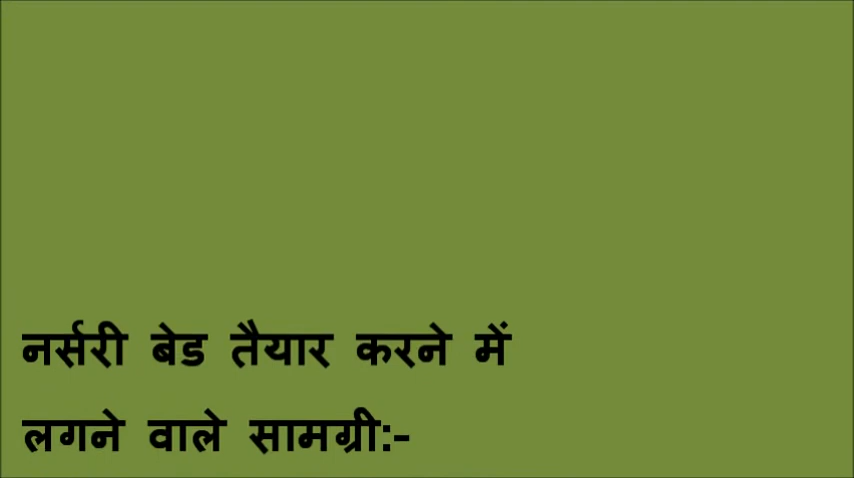 नर्सरी बेड तैयार करने में
लगने वाले सामग्री:-